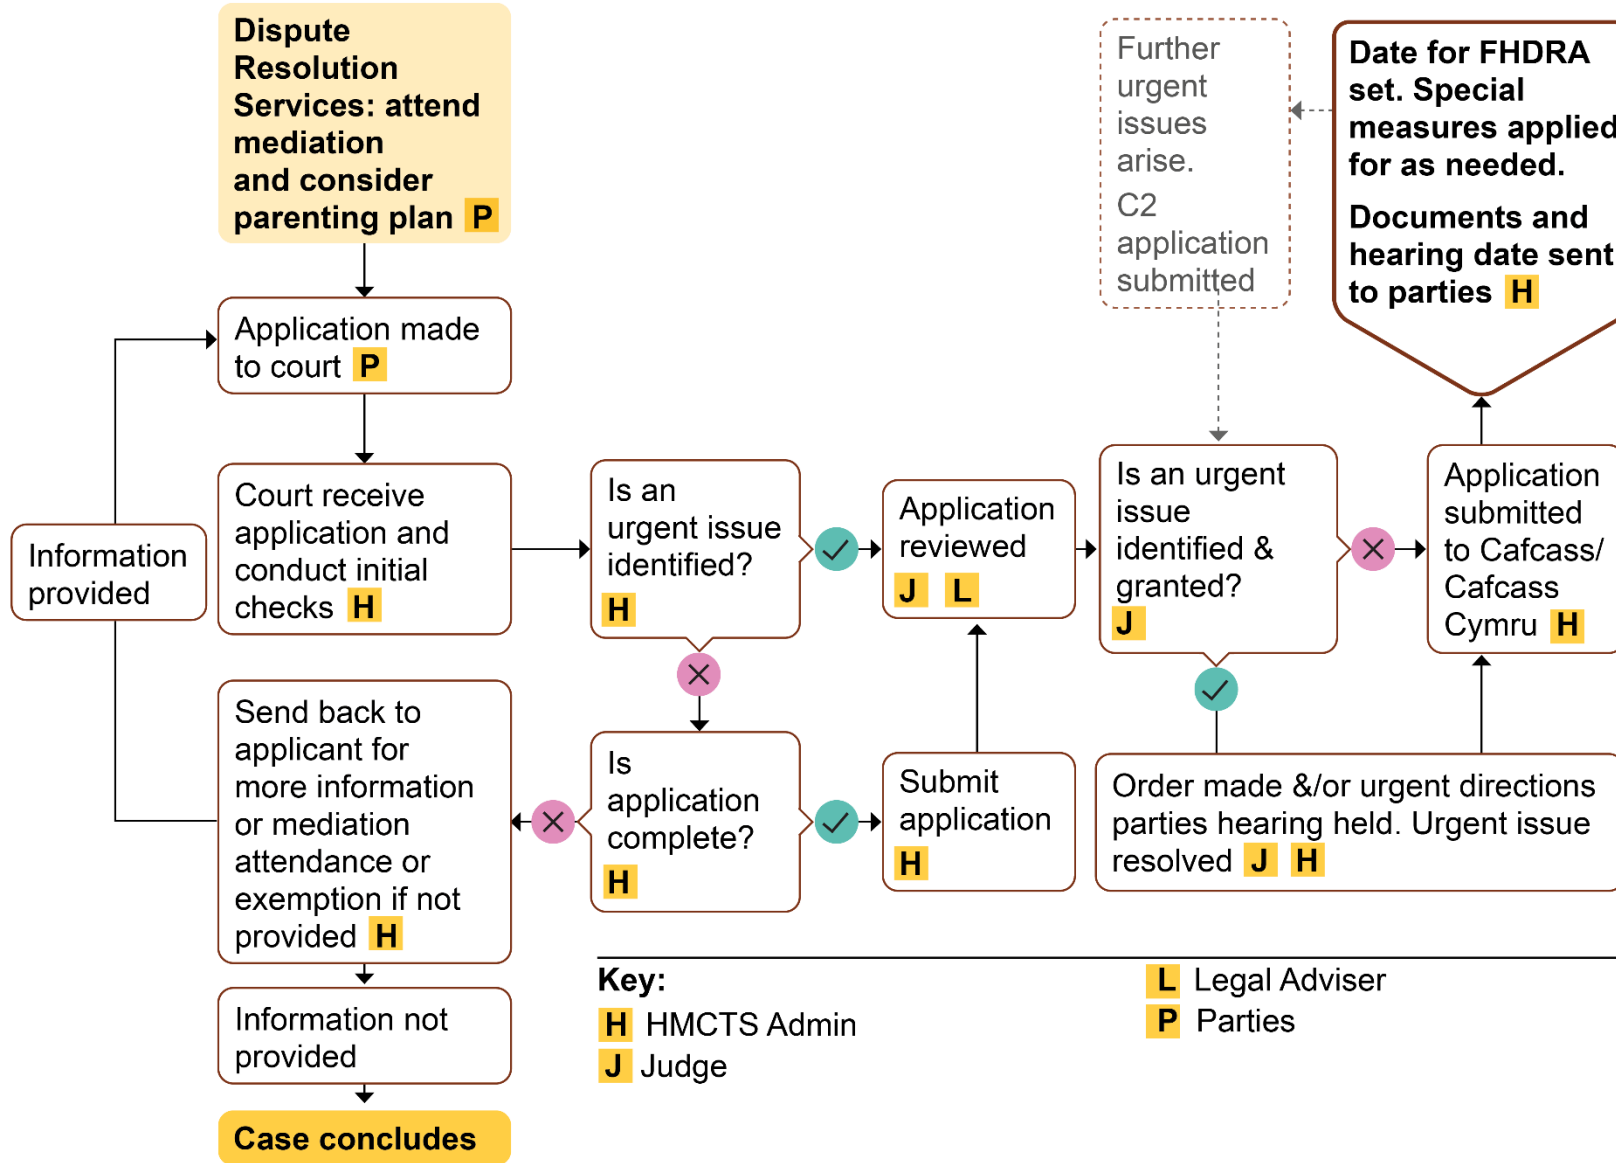 Dispute
Resolution
Services: attend
mediation
and consider
parenting plan P
Application made
to court P
Court receive
application and
conduct initial
checks H
Information
provided
Send back to
applicant for
more information
or mediation
attendance or
exemption if not
provided H
Information not
provided
Case concludes
Is an
urgent issue
identified?
H
Is
application
complete?
H
Application
reviewed
J L
Submit
application
H
Further
urgent
issues
arise.
C2
application
submitted
Is an urgent
issue
identified &
granted?
J
Order made &/or urgent directions
parties hearing held. Urgent issue
resolved J H
Application
submitted
to Cafcass/
Cafcass
Cymru H
Date for FHDRA
set. Special
measures applied
for as needed.
Documents and
hearing date sent
to parties H
Key:
H HMCTS Admin
J Judge
L Legal Adviser
P Parties